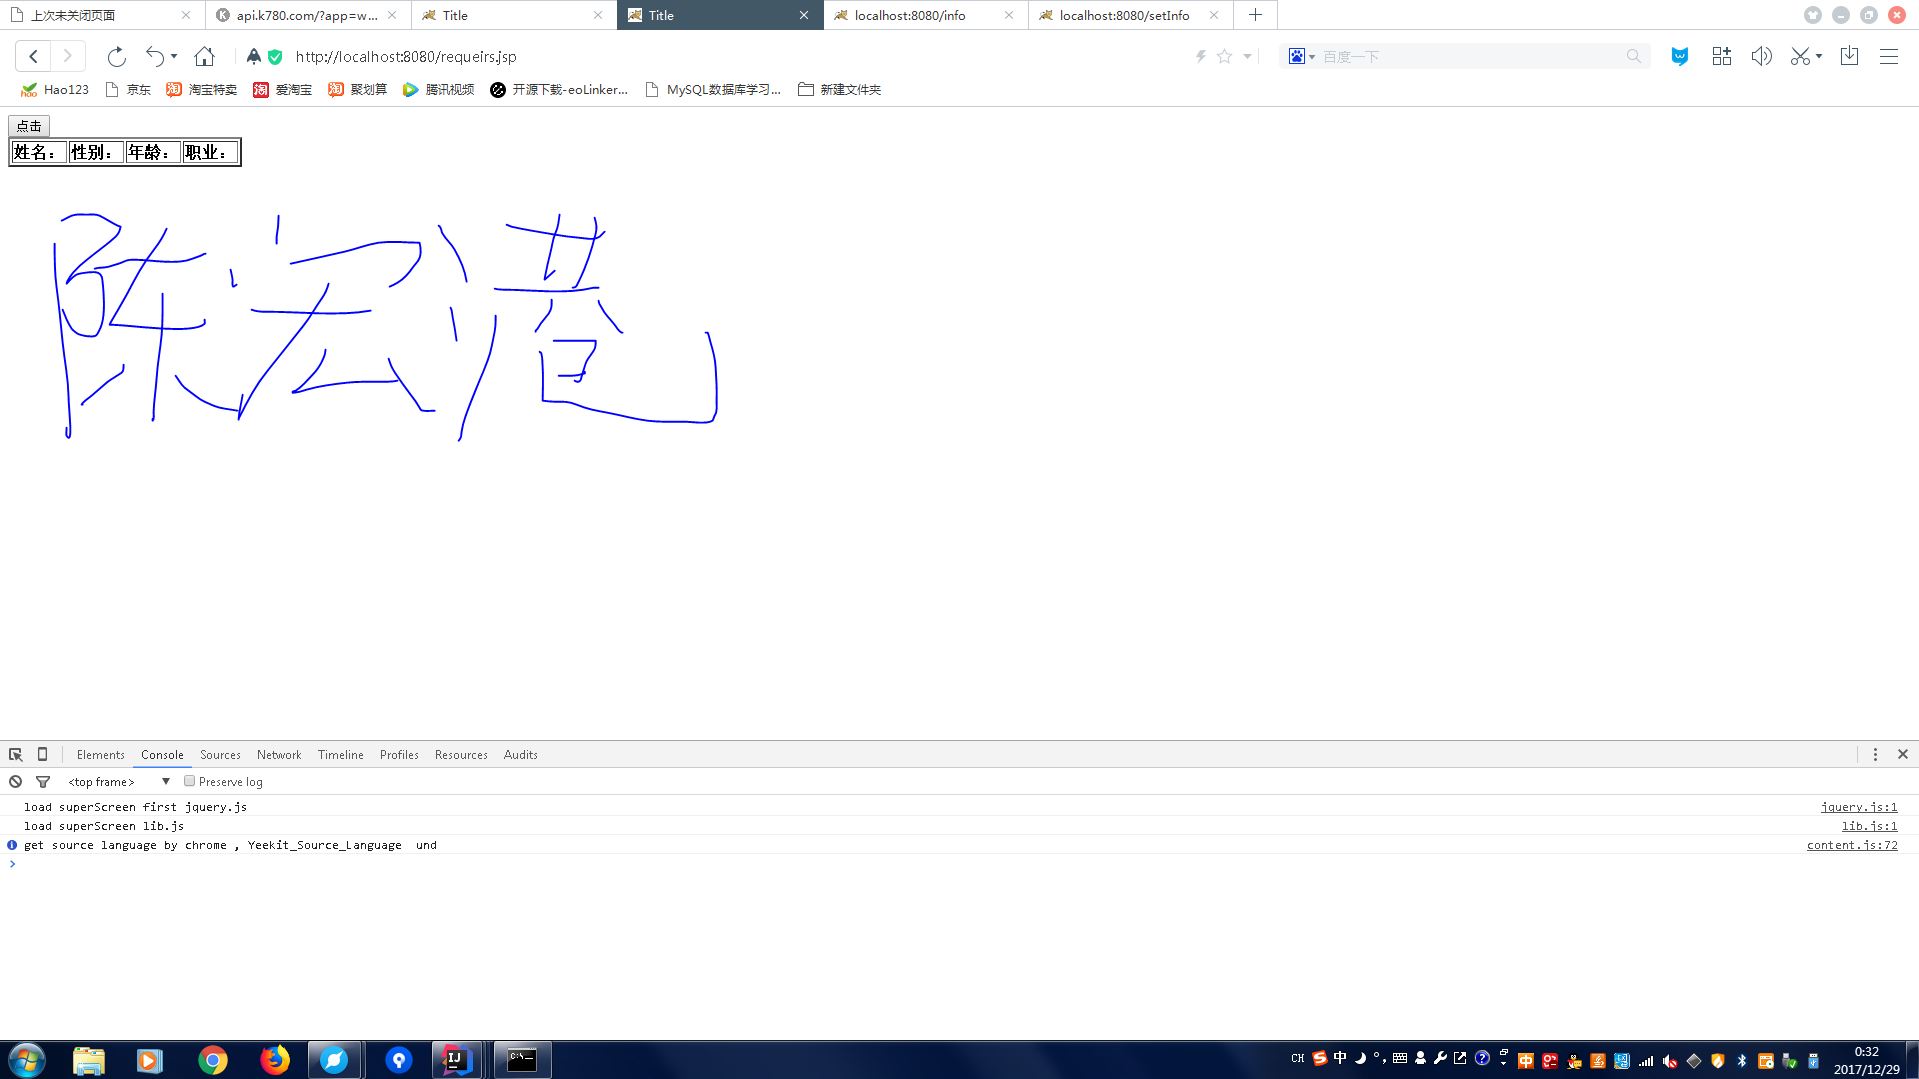 上次未关闭页面 api.k780.com/?app=w... Title Title localhost:8080/info localhost:8080/setInfo
http://localhost:8080/requeirs.jsp 百度一下
Hao123 京东 淘宝特卖 爱淘宝 聚划算 腾讯视频 开源下载-eoLinker... MySQL数据库学习... 新建文件夹
点击
姓名： 性别： 年龄： 职业：
陈宏港
Elements Console Sources Network Timeline Profiles Resources Audits
<top frame> ▼ Preserve log
load superScreen first jquery.js jquery.js:1
load superScreen lib.js lib.js:1
get source language by chrome , Yeekit_Source_Language und content.js:72
>
CH 中 0:32
2017/12/29